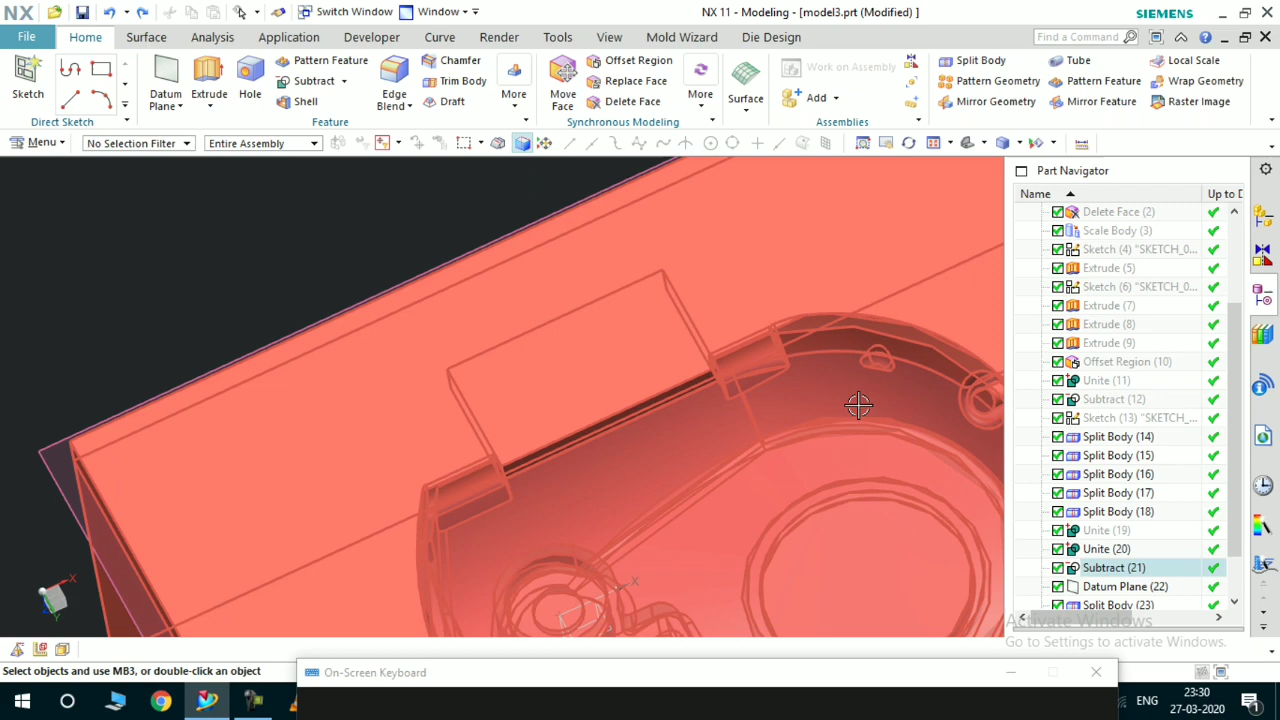 NX
Switch Window
Window
NX 11 - Modeling - [model3.prt (Modified) ]
SIEMENS
File
Home
Surface
Analysis
Application
Developer
Curve
Render
Tools
View
Mold Wizard
Die Design
Find a Command
Sketch
Direct Sketch
Datum Plane
Extrude
Hole
Pattern Feature
Subtract
Shell
Edge Blend
Chamfer
Trim Body
Draft
More
Feature
Move Face
Offset Region
Replace Face
Delete Face
More
Synchronous Modeling
Surface
Work on Assembly
Add
Assemblies
Split Body
Pattern Geometry
Mirror Geometry
Tube
Pattern Feature
Mirror Feature
Local Scale
Wrap Geometry
Raster Image
Menu
No Selection Filter
Entire Assembly
Part Navigator
Name
Up to D
Delete Face (2)
Scale Body (3)
Sketch (4) "SKETCH_0...
Extrude (5)
Sketch (6) "SKETCH_0...
Extrude (7)
Extrude (8)
Extrude (9)
Offset Region (10)
Unite (11)
Subtract (12)
Sketch (13) "SKETCH_...
Split Body (14)
Split Body (15)
Split Body (16)
Split Body (17)
Split Body (18)
Unite (19)
Unite (20)
Subtract (21)
Datum Plane (22)
Split Body (23)
Activate Windows
Go to Settings to activate Windows.
X
X
Y
Select objects and use MB3, or double-click an object
On-Screen Keyboard
ENG
23:30
27-03-2020
1